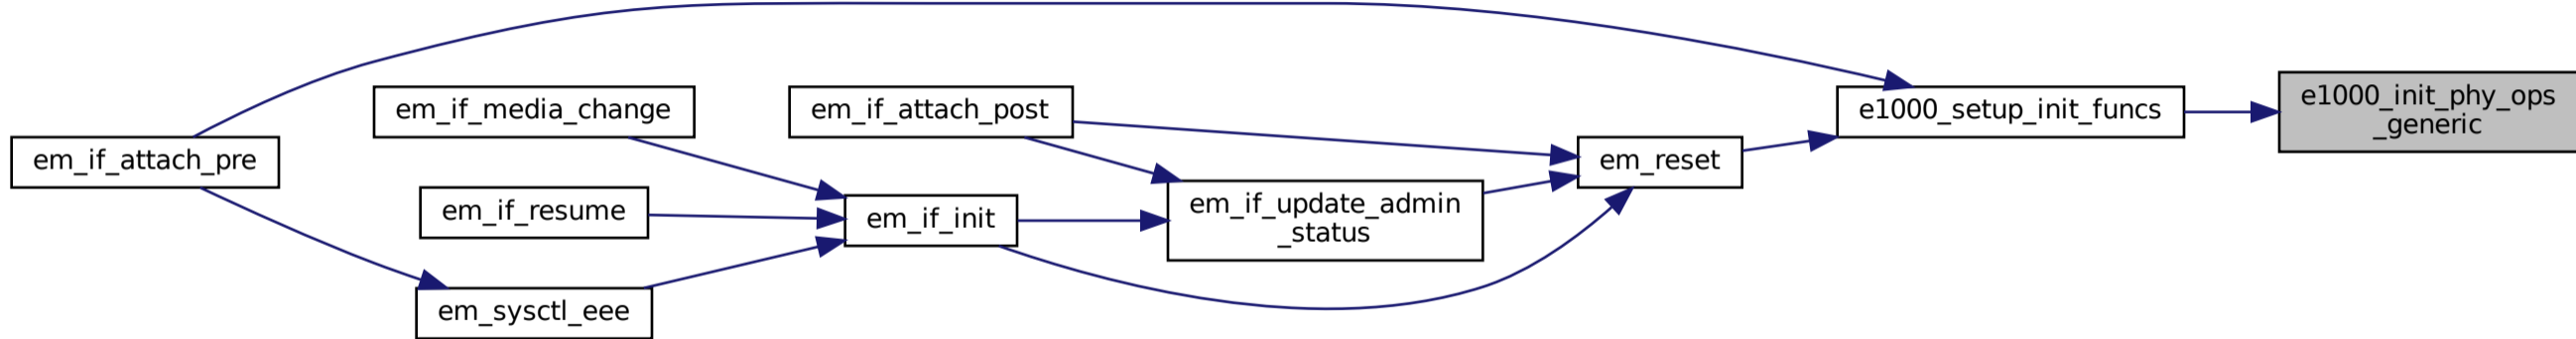 em_if_attach_pre
em_if_media_change
em_if_resume
em_sysctl_eee
em_if_attach_post
em_if_init
em_if_update_admin
_status
em_reset
e1000_setup_init_funcs
e1000_init_phy_ops
_generic